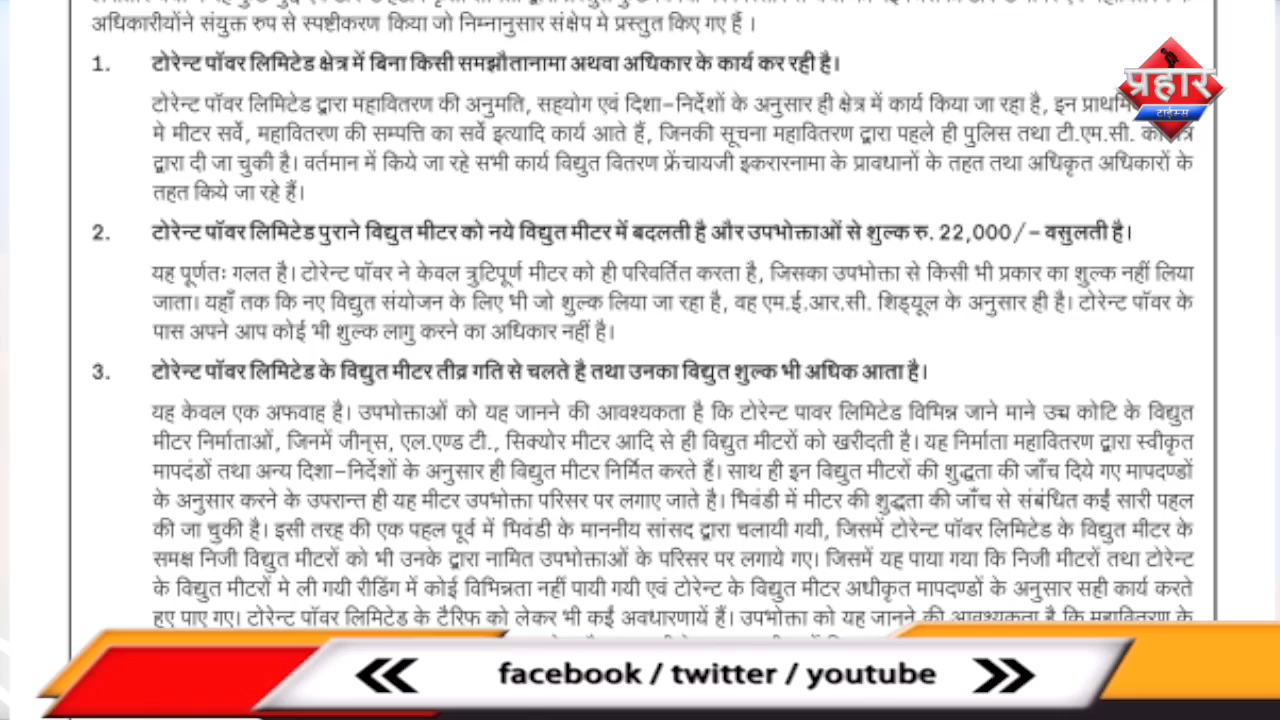 अधिकारीयोंने संयुक्त रुप से स्पष्टीकरण किया जो निम्नानुसार संक्षेप मे प्रस्तुत किए गए हैं ।
1. टोरेन्ट पॉवर लिमिटेड क्षेत्र में बिना किसी समझौतानामा अथवा अधिकार के कार्य कर रही है।
टोरेन्ट पॉवर लिमिटेड द्वारा महावितरण की अनुमति, सहयोग एवं दिशा-निर्देशों के अनुसार ही क्षेत्र में कार्य किया जा रहा है, इन
मे मीटर सर्वे, महावितरण की सम्पत्ति का सर्वे इत्यादि कार्य आते हैं, जिनकी सूचना महावितरण द्वारा पहले ही पुलिस तथा टी.एम.सी.
द्वारा दी जा चुकी है। वर्तमान में किये जा रहे सभी कार्य विद्युत वितरण फ्रेंचायजी इकरारनामा के प्रावधानों के तहत तथा अधिकृत अधिकारों के
तहत किये जा रहे हैं।
2. टोरेन्ट पॉवर लिमिटेड पुराने विद्युत मीटर को नये विद्युत मीटर में बदलती है और उपभोक्ताओं से शुल्क रु. 22,000/- वसुलती है।
यह पूर्णतः गलत है। टोरेन्ट पॉवर ने केवल त्रुटिपूर्ण मीटर को ही परिवर्तित करता है, जिसका उपभोक्ता से किसी भी प्रकार का शुल्क नहीं लिया
जाता। यहाँ तक कि नए विद्युत संयोजन के लिए भी जो शुल्क लिया जा रहा है, वह एम.ई.आर.सी. शिड्यूल के अनुसार ही है। टोरेन्ट पॉवर के
पास अपने आप कोई भी शुल्क लागु करने का अधिकार नहीं है।
3. टोरेन्ट पॉवर लिमिटेड के विद्युत मीटर तीव्र गति से चलते है तथा उनका विद्युत शुल्क भी अधिक आता है।
यह केवल एक अफवाह है। उपभोक्ताओं को यह जानने की आवश्यकता है कि टोरेन्ट पावर लिमिटेड विभिन्न जाने माने उच्च कोटि के विद्युत
मीटर निर्माताओं, जिनमें जीन्स, एल.एण्ड टी., सिक्योर मीटर आदि से ही विद्युत मीटरों को खरीदती है। यह निर्माता महावितरण द्वारा स्वीकृत
मापदंडों तथा अन्य दिशा-निर्देशों के अनुसार ही विद्युत मीटर निर्मित करते हैं। साथ ही इन विद्युत मीटरों की शुद्धता की जाँच दिये गए मापदण्डों
के अनुसार करने के उपरान्त ही यह मीटर उपभोक्ता परिसर पर लगाए जाते है। भिवंडी में मीटर की शुद्धता की जाँच से संबंधित कईं सारी पहल
की जा चुकी है। इसी तरह की एक पहल पूर्व में भिवंडी के माननीय सांसद द्वारा चलायी गयी, जिसमें टोरेन्ट पॉवर लिमिटेड के विद्युत मीटर के
समक्ष निजी विद्युत मीटरों को भी उनके द्वारा नामित उपभोक्ताओं के परिसर पर लगाये गए। जिसमें यह पाया गया कि निजी मीटरों तथा टोरेन्ट
के विद्युत मीटरों मे ली गयी रीडिंग में कोई विभिन्नता नहीं पायी गयी एवं टोरेन्ट के विद्युत मीटर अधीकृत मापदण्डों के अनुसार सही कार्य करते
हुए पाए गए। टोरेन्ट पॉवर लिमिटेड के टैरिफ को लेकर भी कईं अवधारणायें हैं। उपभोक्ता को यह जानने की आवश्यकता है कि महावितरण के
प्रहार
टाईम्स
facebook / twitter / youtube